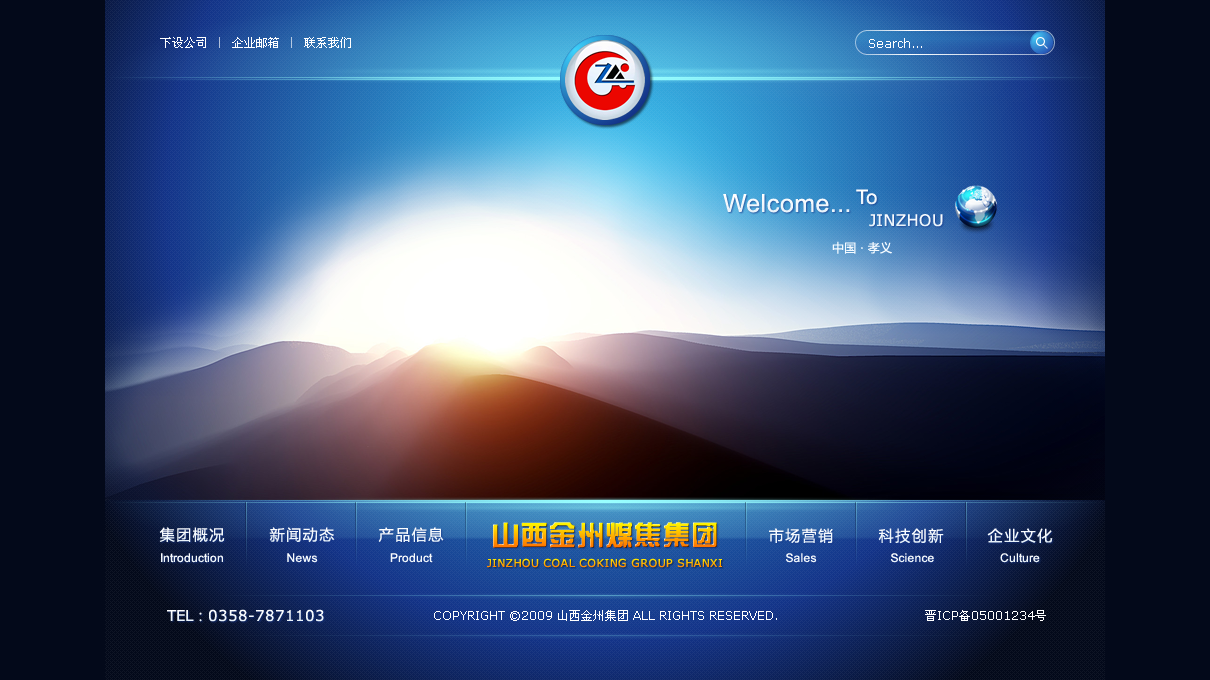 下设公司 | 企业邮箱 | 联系我们
Search...
Welcome... To
JINZHOU
中国 · 孝义
集团概况
Introduction
新闻动态
News
产品信息
Product
山西金州煤焦集团
JINZHOU COAL COKING GROUP SHANXI
市场营销
Sales
科技创新
Science
企业文化
Culture
TEL : 0358-7871103
COPYRIGHT ©2009 山西金州集团 ALL RIGHTS RESERVED.
晋ICP备05001234号